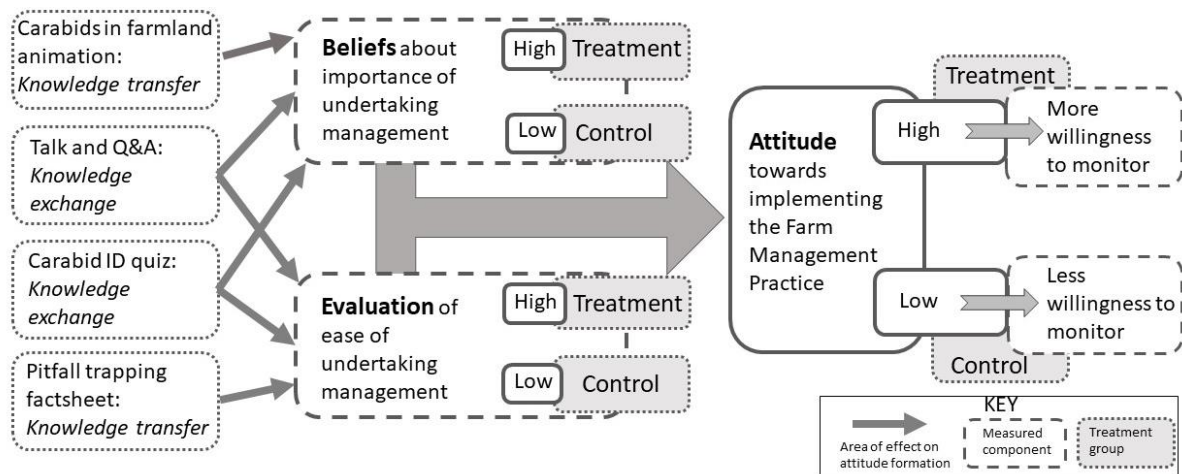 Carabids in farmland
animation:
Knowledge transfer
Talk and Q&A:
Knowledge
exchange
Carabid ID quiz:
Knowledge
exchange
Pitfall trapping
factsheet:
Knowledge transfer
Beliefs about
importance of
undertaking
management
High
Treatment
Low
Control
Evaluation of
ease of
undertaking
management
High
Treatment
Low
Control
Attitude
towards
implementing
the Farm
Management
Practice
Treatment
High
More
willingness
to monitor
Low
Less
willingness to
monitor
Control
KEY
Area of effect on
attitude formation
Measured
component
Treatment
group